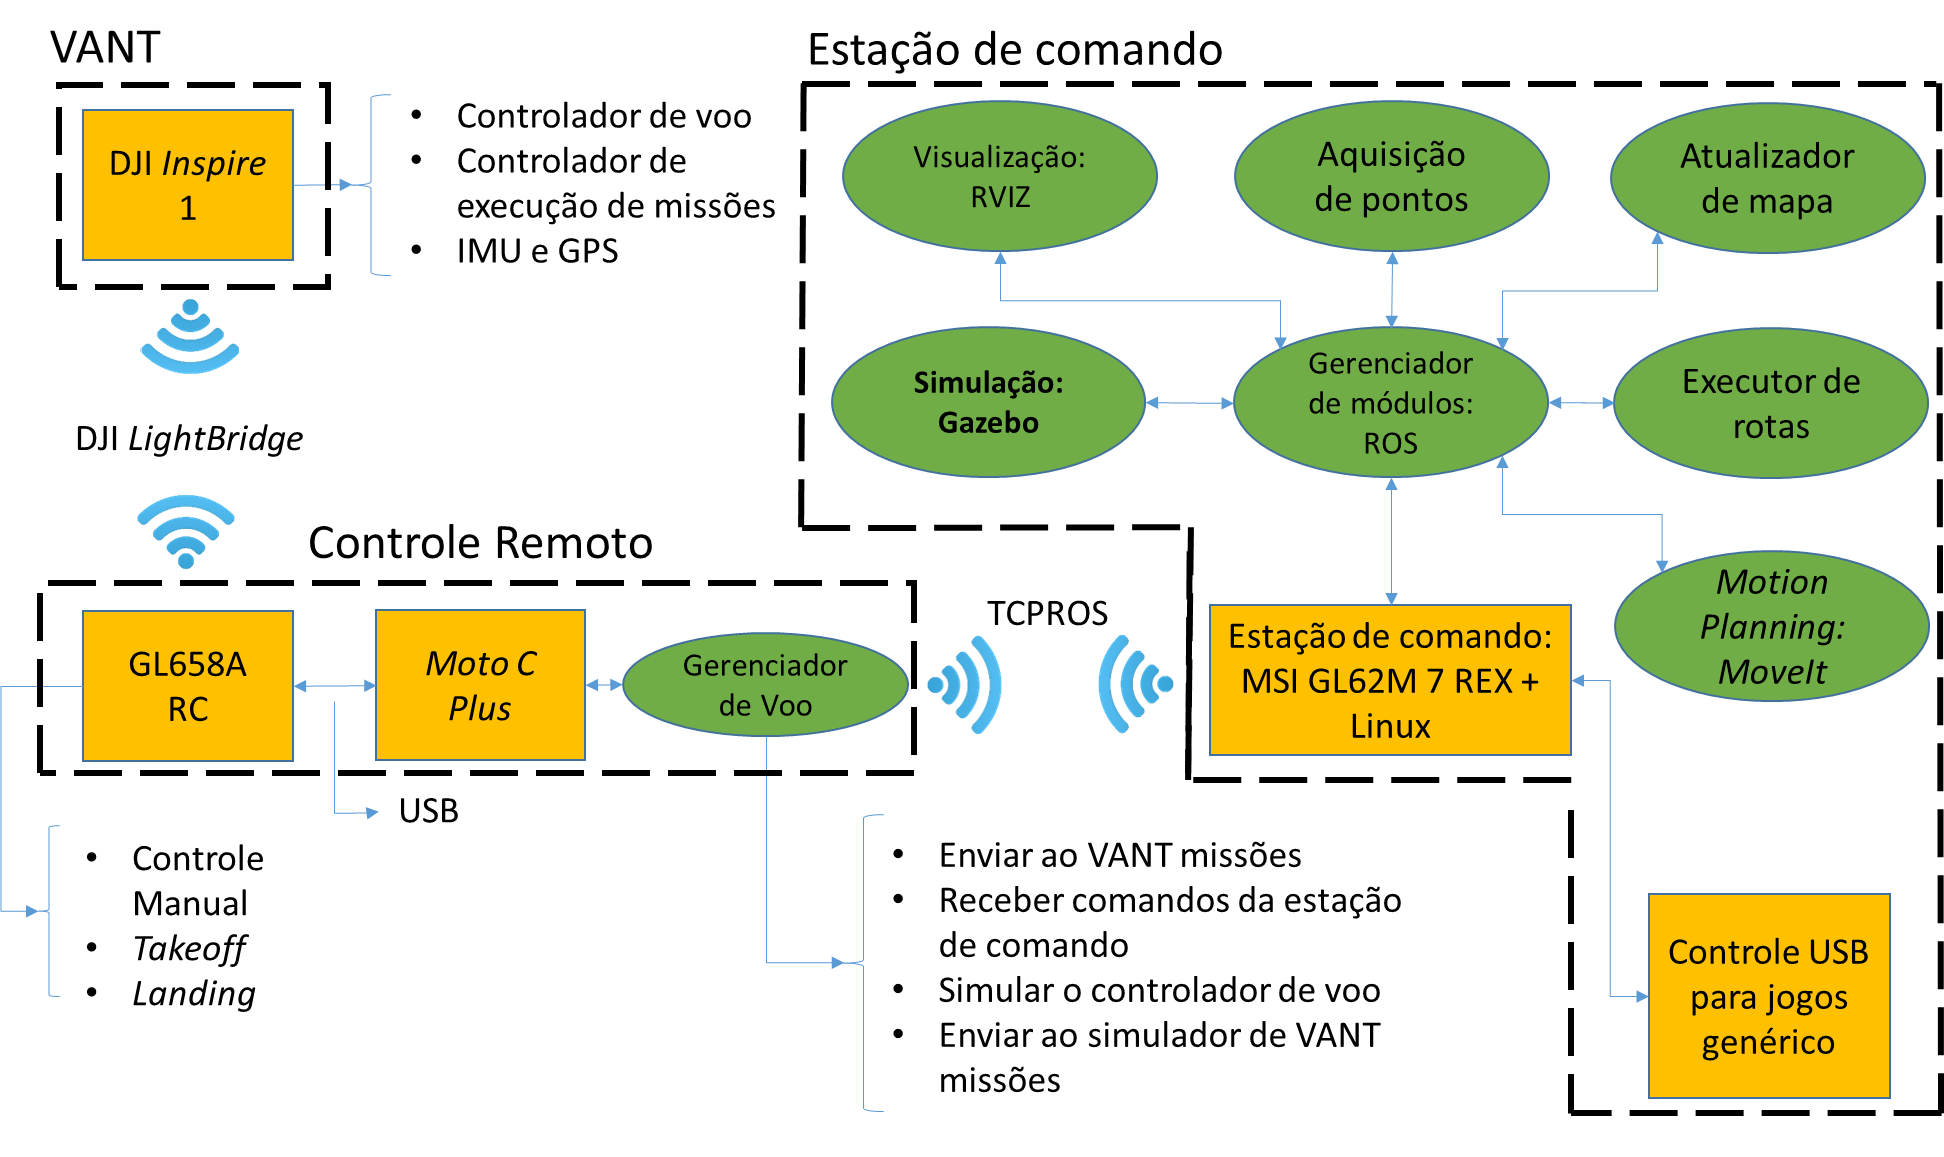 VANT
DJI Inspire
1
• Controlador de voo
• Controlador de
execução de missões
• IMU e GPS
DJI LightBridge
Estação de comando
Visualização:
RVIZ
Aquisição
de pontos
Atualizador
de mapa
Simulação:
Gazebo
Gerenciador
de módulos:
ROS
Executor de
rotas
Motion
Planning:
MoveIt
Estação de comando:
MSI GL62M 7 REX +
Linux
Controle USB
para jogos
genérico
Controle Remoto
GL658A
RC
Moto C
Plus
Gerenciador
de Voo
TCPROS
USB
• Controle
Manual
• Takeoff
• Landing
• Enviar ao VANT missões
• Receber comandos da estação
de comando
• Simular o controlador de voo
• Enviar ao simulador de VANT
missões